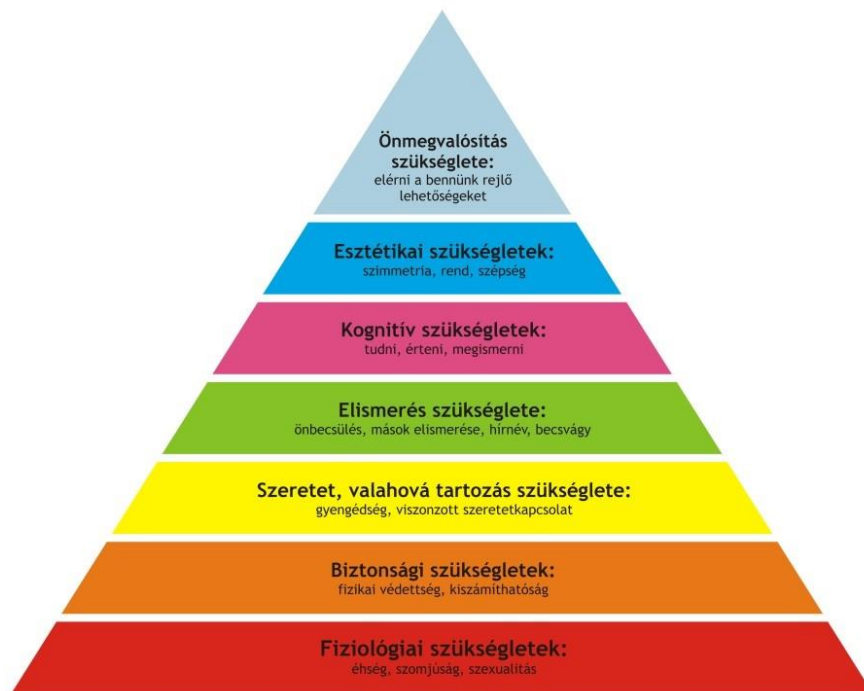 Önmegvalósítás
szükséglete:
elérni a bennünk rejlő
lehetőségeket
Esztétikai szükségletek:
szimmetria, rend, szépség
Kognitív szükségletek:
tudni, érteni, megismerni
Elismerés szükséglete:
önbecsülés, mások elismerése, hírnév, becsvágy
Szeretet, valahová tartozás szükséglete:
gyengédség, viszonzott szeretetkapcsolat
Biztonsági szükségletek:
fizikai védettség, kiszámíthatóság
Fiziológiai szükségletek:
éhség, szomjúság, szexualitás